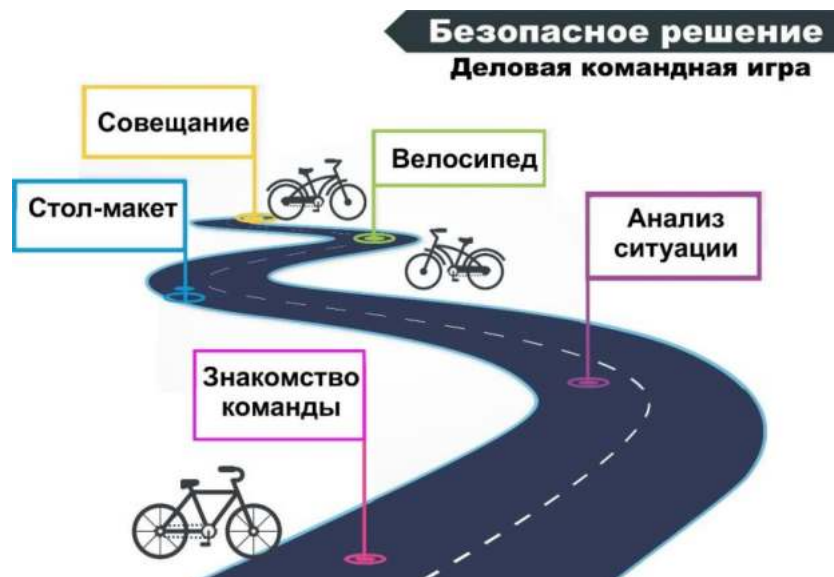 Безопасное решение
Деловая командная игра
Совещание
Велосипед
Стол-макет
Анализ
ситуации
Знакомство
команды